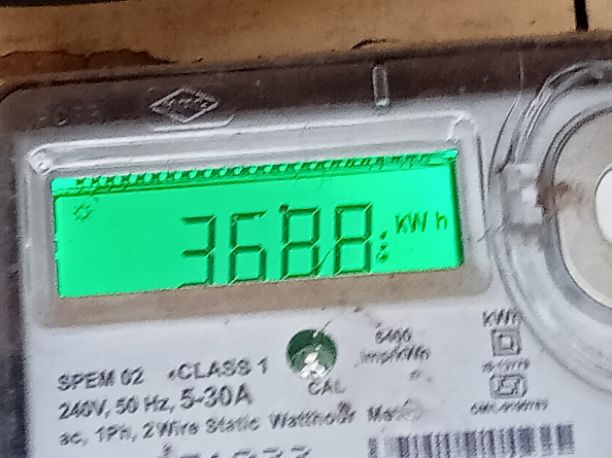 3688 KWh
KWh
SPEM 02 CLASS 1
6400
imp/kWh
CAL
240V, 50 Hz, 5-30A
ac, 1Ph, 2Wire Static Watthour